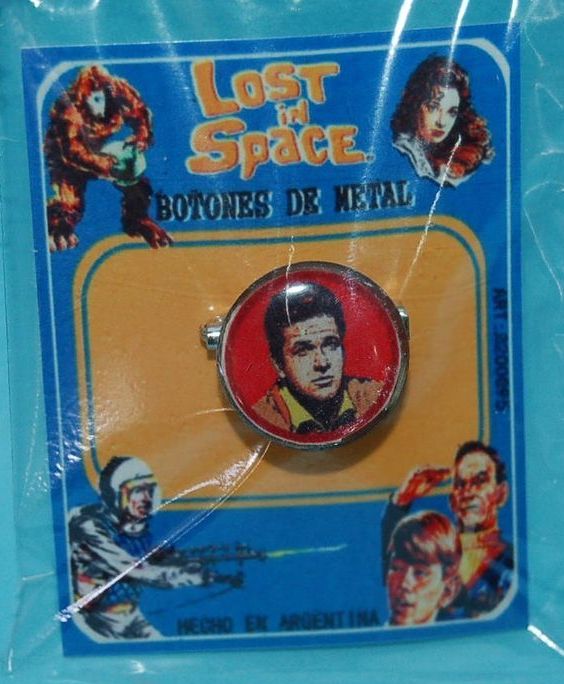 LOST
in
SPACE
BOTONES DE METAL
HECHO EN ARGENTINA